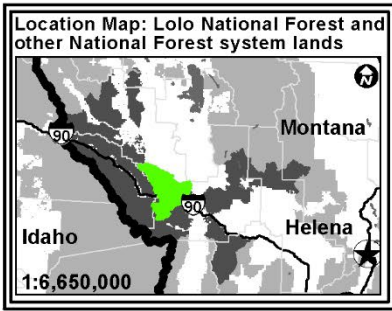 Location Map: Lolo National Forest and
other National Forest system lands
N
90
Montana
90
Helena
Idaho
1:6,650,000